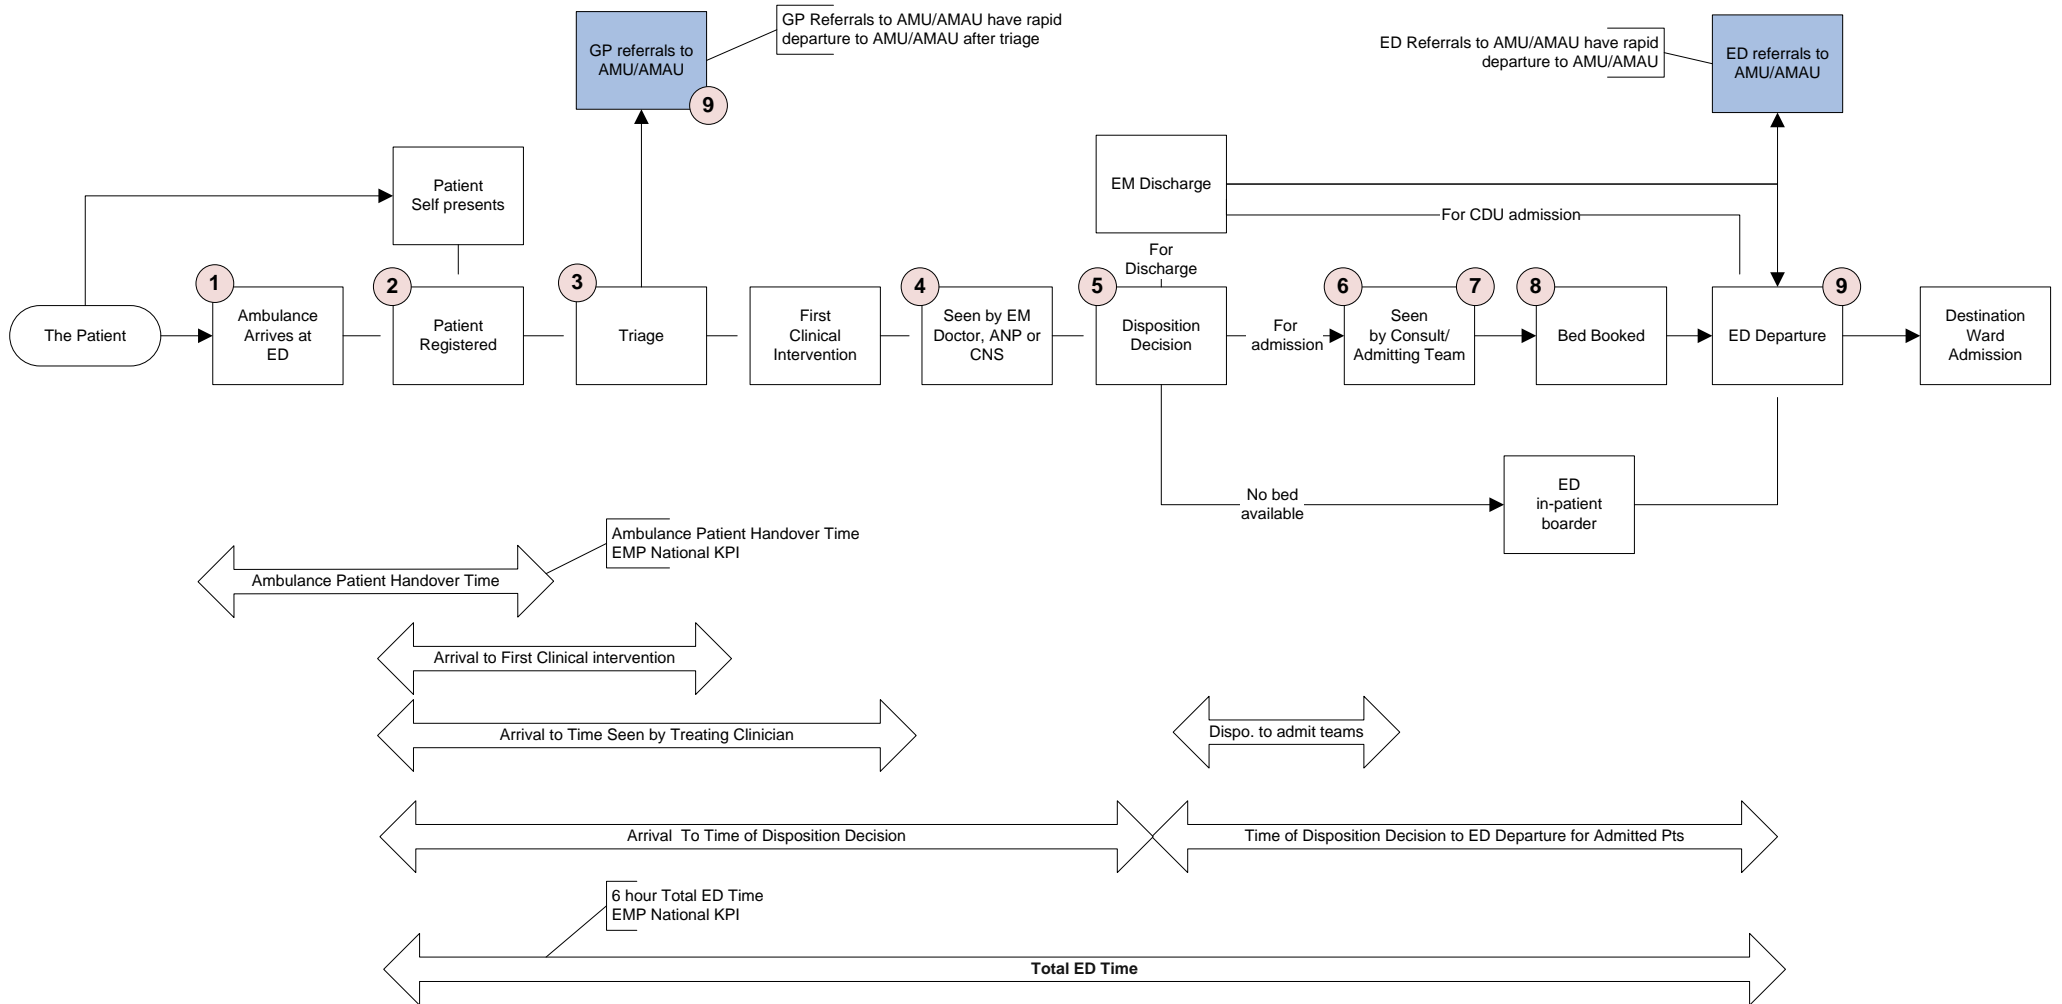 GP referrals to
AMU/AMAU
9
GP Referrals to AMU/AMAU have rapid
departure to AMU/AMAU after triage
ED Referrals to AMU/AMAU have rapid
departure to AMU/AMAU
ED referrals to
AMU/AMAU
Patient
Self presents
EM Discharge
For CDU admission
For
Discharge
The Patient
1
Ambulance
Arrives at
ED
2
Patient
Registered
3
Triage
First
Clinical
Intervention
4
Seen by EM
Doctor, ANP or
CNS
5
Disposition
Decision
For
admission
6
7
Seen
by Consult/
Admitting Team
8
Bed Booked
9
ED Departure
Destination
Ward
Admission
No bed
available
ED
in-patient
boarder
Ambulance Patient Handover Time
EMP National KPI
Ambulance Patient Handover Time
Arrival to First Clinical intervention
Arrival to Time Seen by Treating Clinician
Dispo. to admit teams
Arrival To Time of Disposition Decision
Time of Disposition Decision to ED Departure for Admitted Pts
6 hour Total ED Time
EMP National KPI
Total ED Time